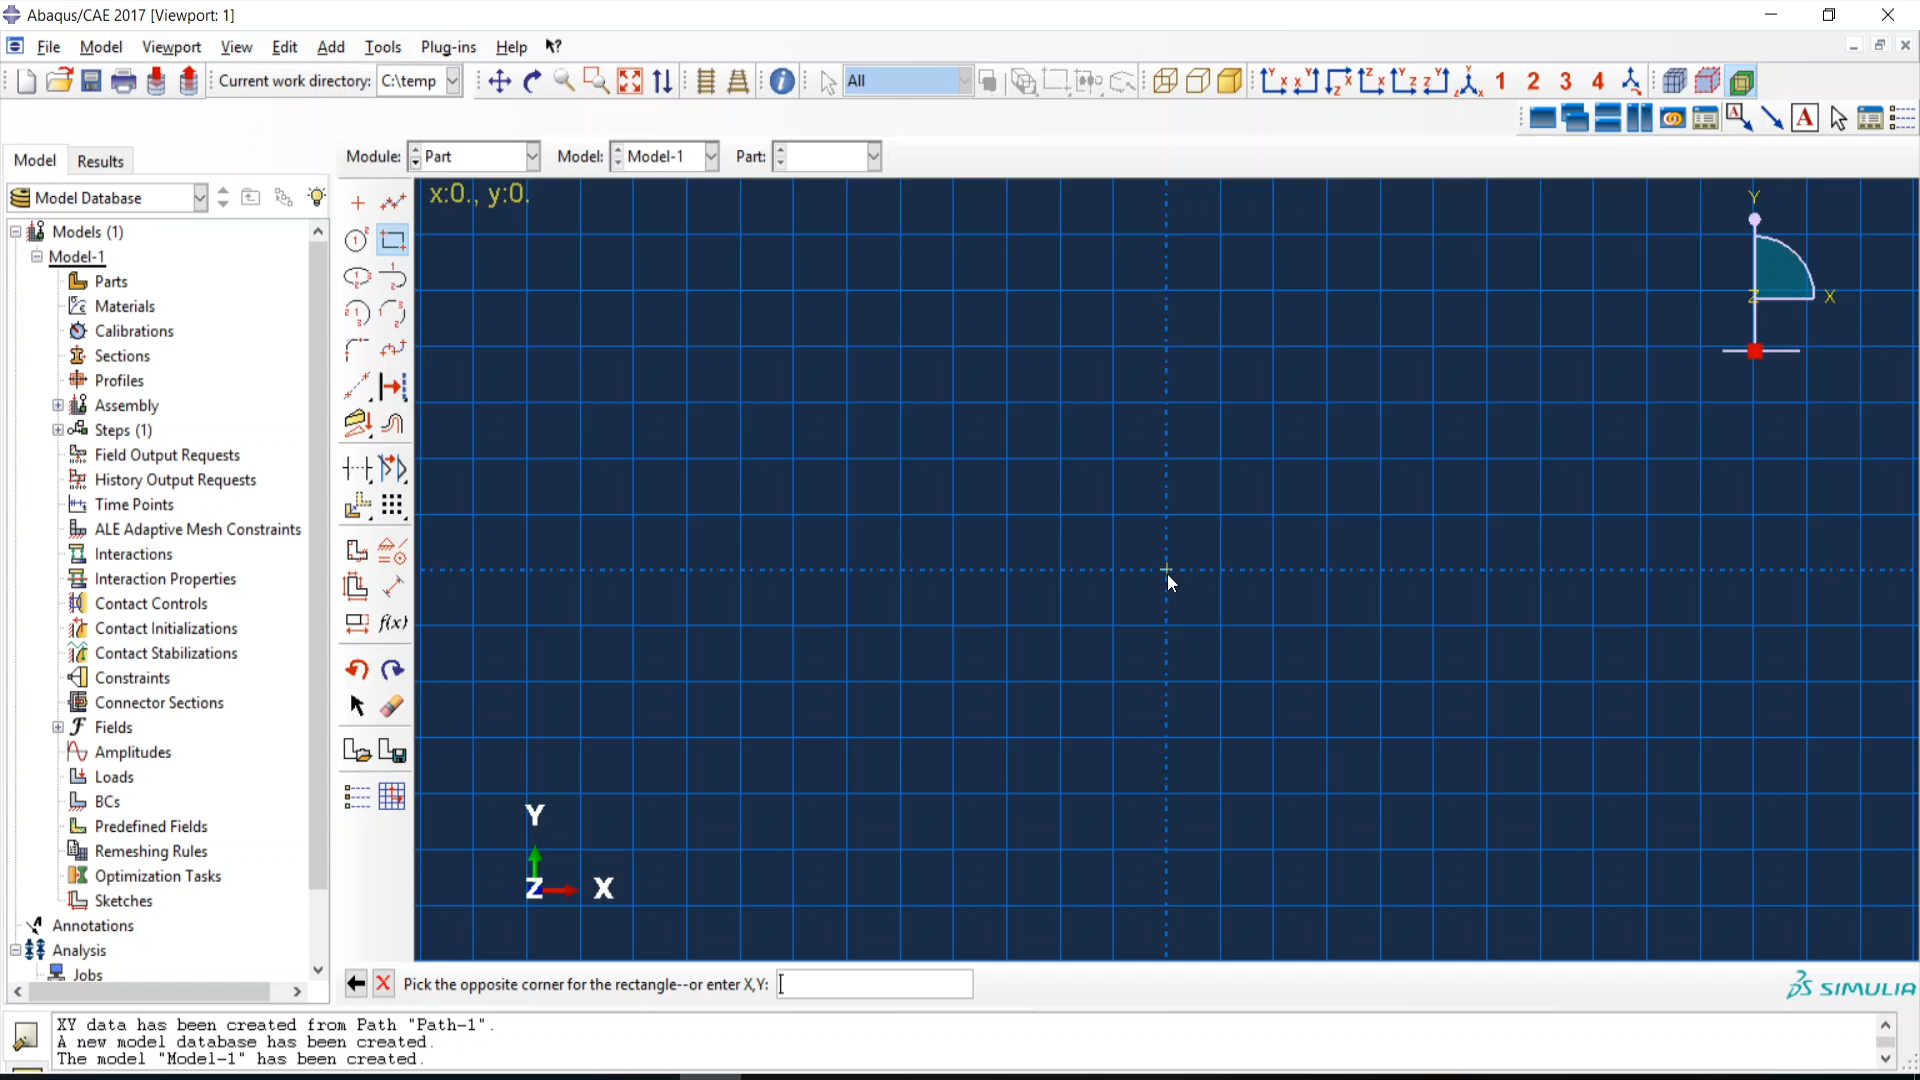 Abaqus/CAE 2017 [Viewport: 1]
File Model Viewport View Edit Add Tools Plug-ins Help
Current work directory: C:\temp
All
1 2 3 4
A
Model Results
Module: Part Model: Model-1 Part:
Model Database
x:0., y:0.
Models (1)
Model-1
Parts
Materials
Calibrations
Sections
Profiles
Assembly
Steps (1)
Field Output Requests
History Output Requests
Time Points
ALE Adaptive Mesh Constraints
Interactions
Interaction Properties
Contact Controls
Contact Initializations
Contact Stabilizations
Constraints
Connector Sections
Fields
Amplitudes
Loads
BCs
Predefined Fields
Remeshing Rules
Optimization Tasks
Sketches
Annotations
Analysis
Jobs
f(x)
Y
Z X
Y
Z X
Pick the opposite corner for the rectangle--or enter X,Y:
SIMULIA
XY data has been created from Path "Path-1".
A new model database has been created.
The model "Model-1" has been created.